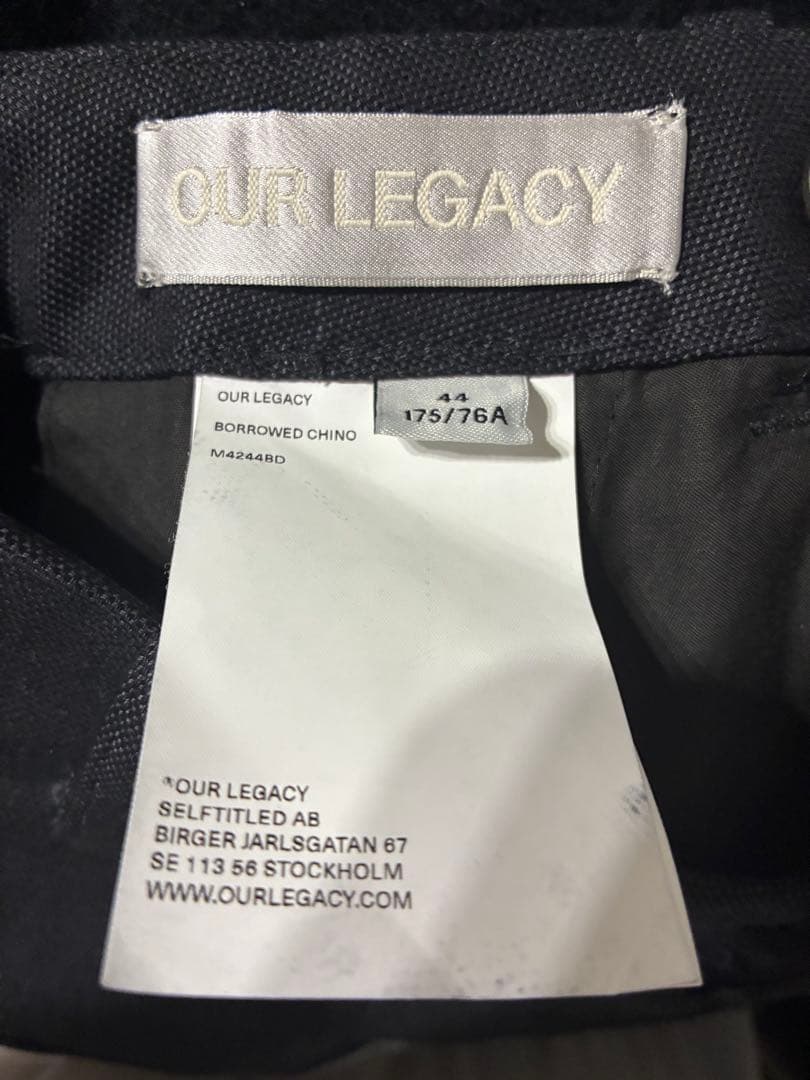 OUR LEGACY
44
175/76A
OUR LEGACY
BORROWED CHINO
M4244BD
®OUR LEGACY
SELFTITLED AB
BIRGER JARLSGATAN 67
SE 113 56 STOCKHOLM
WWW.OURLEGACY.COM